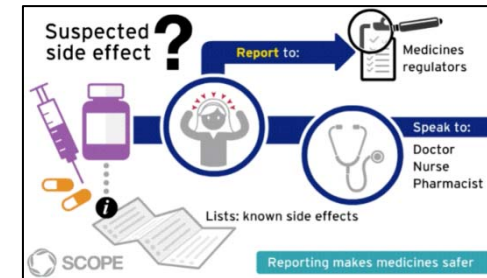 Suspected
side effect ?
Report to:
Medicines
regulators
Speak to:
Doctor
Nurse
Pharmacist
i
Lists: known side effects
SCOPE
Reporting makes medicines safer